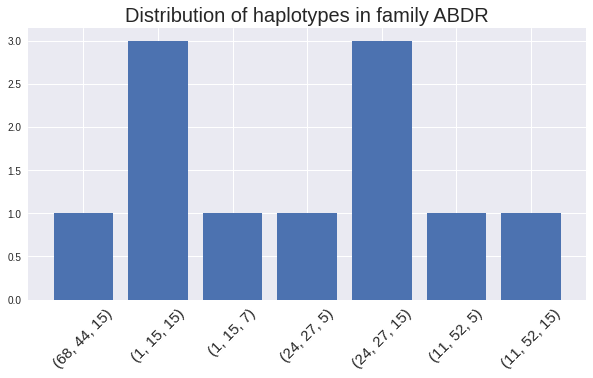 Distribution of haplotypes in family ABDR
3.0
2.5
2.0
1.5
1.0
0.5
0.0
(68, 44, 15)
(1, 15, 15)
(1, 15, 7)
(24, 27, 5)
(24, 27, 15)
(11, 52, 5)
(11, 52, 15)